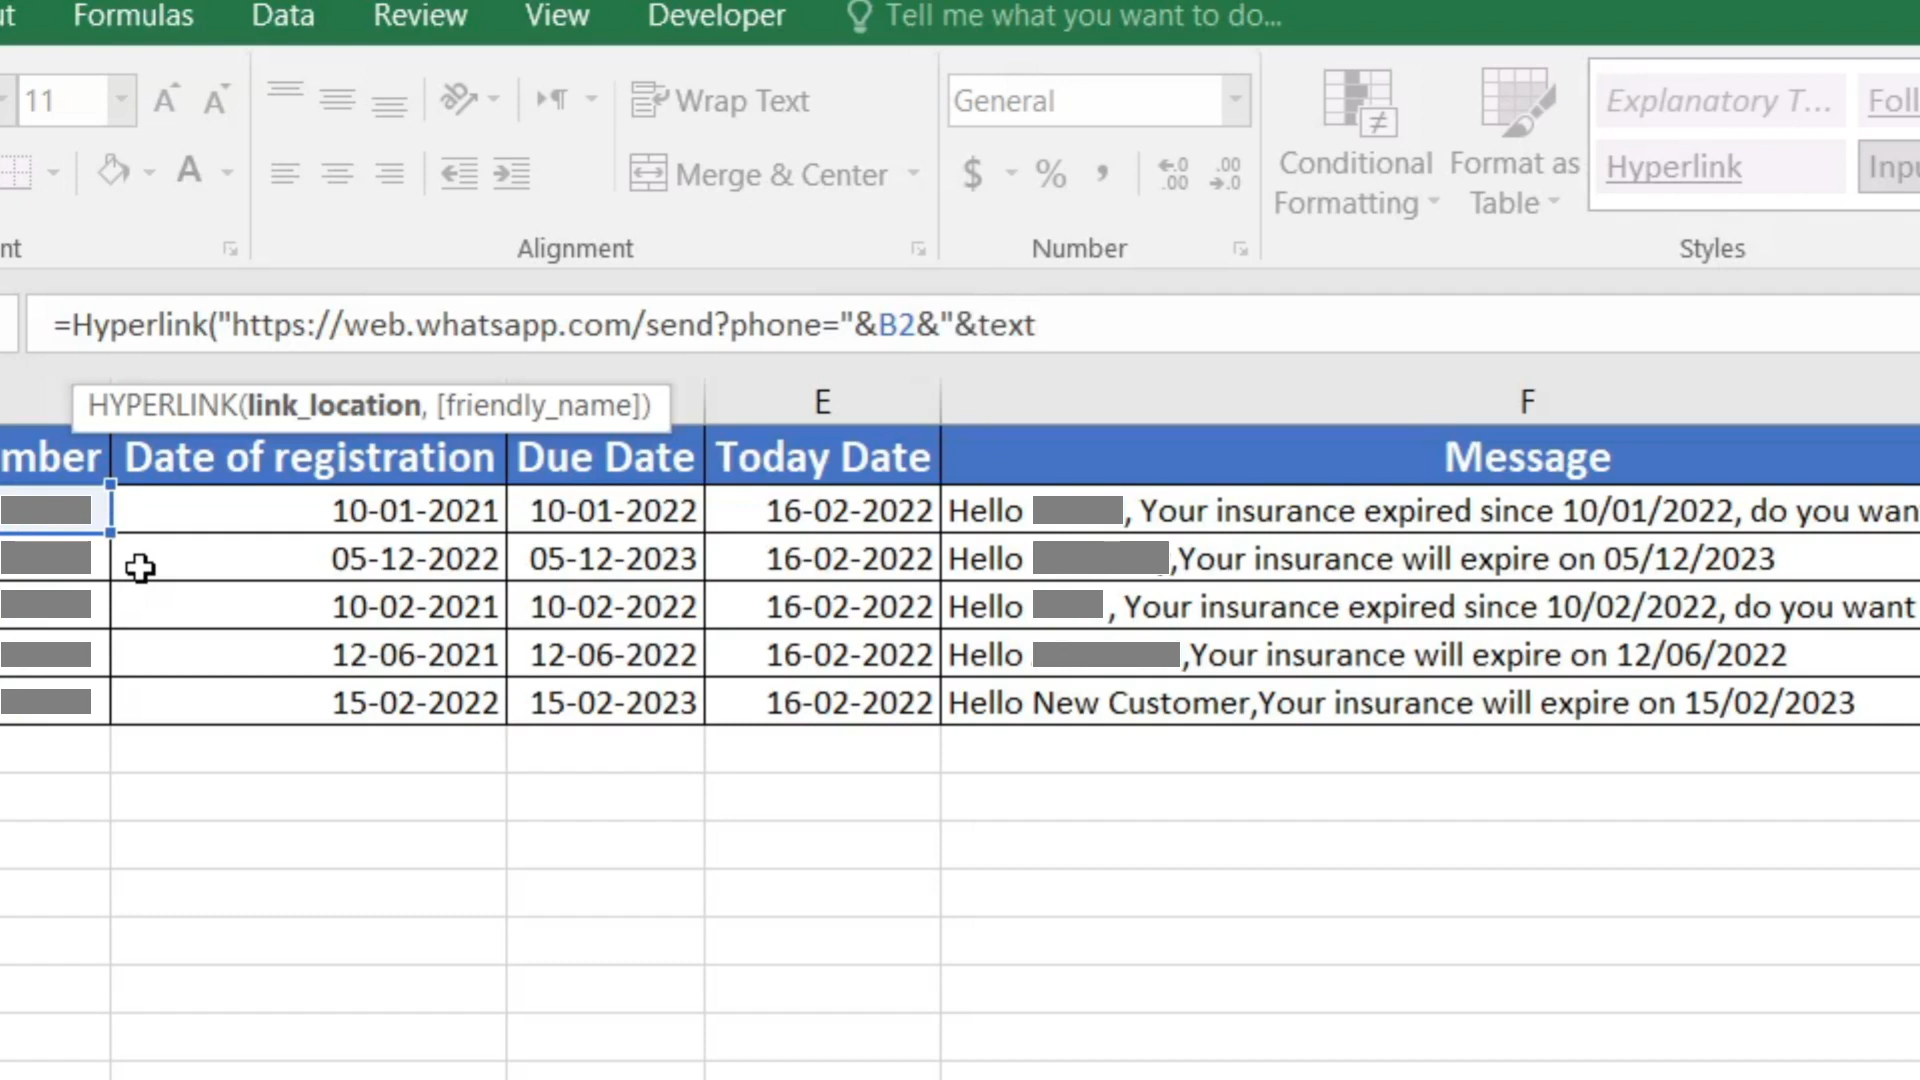 ut Formulas Data Review View Developer Tell me what you want to do...
11 A A Wrap Text General Explanatory T... Foll
A Merge & Center $ % , Conditional Formatting Format as Table Hyperlink Inpu
nt Alignment Number Styles
=Hyperlink("https://web.whatsapp.com/send?phone="&B2&"&text
HYPERLINK(link_location, [friendly_name]) E F
mber Date of registration Due Date Today Date Message
10-01-2021 10-01-2022 16-02-2022 Hello , Your insurance expired since 10/01/2022, do you wan
05-12-2022 05-12-2023 16-02-2022 Hello ,Your insurance will expire on 05/12/2023
10-02-2021 10-02-2022 16-02-2022 Hello , Your insurance expired since 10/02/2022, do you want
12-06-2021 12-06-2022 16-02-2022 Hello ,Your insurance will expire on 12/06/2022
15-02-2022 15-02-2023 16-02-2022 Hello New Customer,Your insurance will expire on 15/02/2023